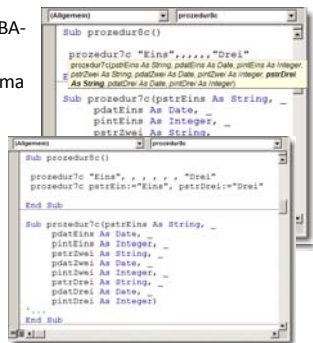 BA-
ma
(Allgemein)
prozedur8c
Sub prozedur8c()
prozedur7c "Eins",,,,,,"Drei"
prozedur7c(pstrEins As String, pdatEins As Date, pintEins As Integer,
pstrZwei As String, pdatZwei As Date, pintZwei As Integer, pstrDrei
As String, pdatDrei As Date, pintDrei As Integer)
Sub prozedur7c(pstrEins As String, _
pdatEins As Date, _
pintEins As Integer, _
pstrZwei As String,
(Allgemein)
prozedur8c
Sub prozedur8c()
prozedur7c "Eins", , , , , , "Drei"
prozedur7c pstrEin:="Eins", pstrDrei:="Drei"
End Sub
Sub prozedur7c(pstrEins As String, _
pdatEins As Date, _
pintEins As Integer, _
pstrZwei As String, _
pdatZwei As Date, _
pintZwei As Integer, _
pstrDrei As String, _
pdatDrei As Date, _
pintDrei As Integer)
'...
End Sub